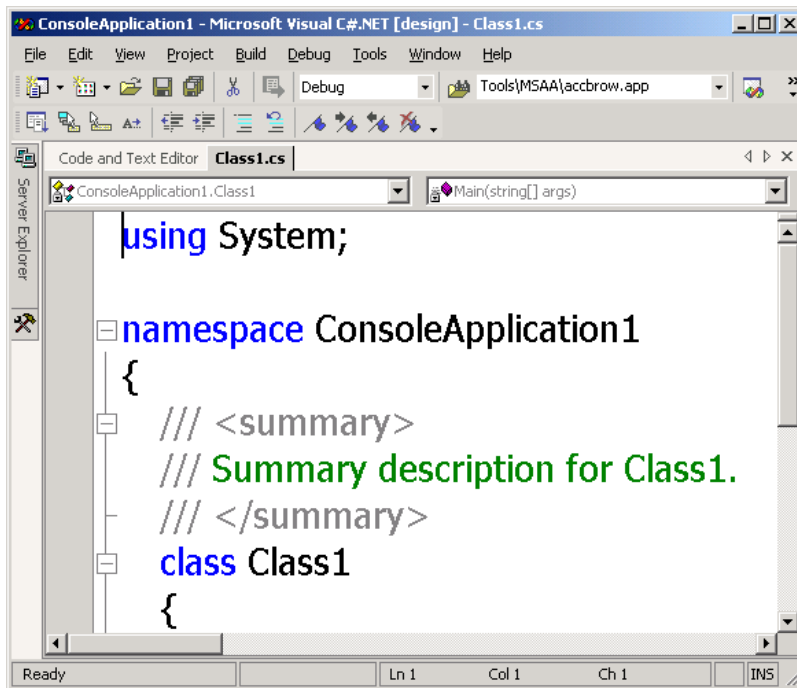 ConsoleApplication1 - Microsoft Visual C#.NET [design] - Class1.cs
File Edit View Project Build Debug Tools Window Help
Debug Tools\MSAA\accbrow.app
Code and Text Editor Class1.cs
Server Explorer
ConsoleApplication1.Class1 Main(string[] args)
using System;
namespace ConsoleApplication1
{
/// <summary>
/// Summary description for Class1.
/// </summary>
class Class1
{
Ready Ln 1 Col 1 Ch 1 INS